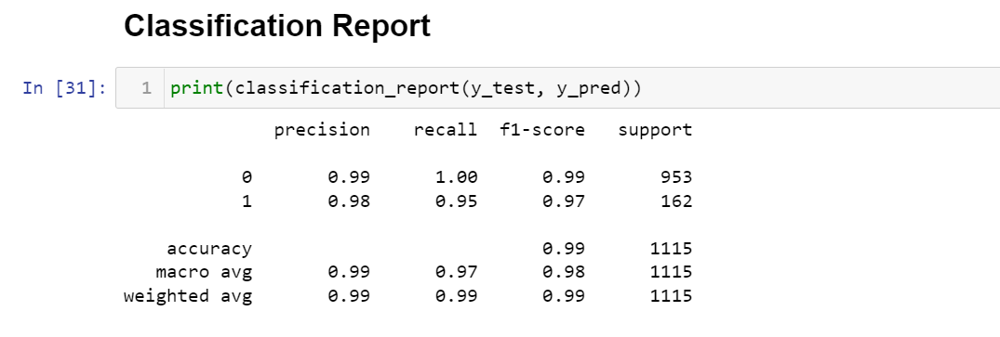 Classification Report
In [31]: 1 print(classification_report(y_test, y_pred))
precision recall f1-score support
0 0.99 1.00 0.99 953
1 0.98 0.95 0.97 162
accuracy 0.99 1115
macro avg 0.99 0.97 0.98 1115
weighted avg 0.99 0.99 0.99 1115